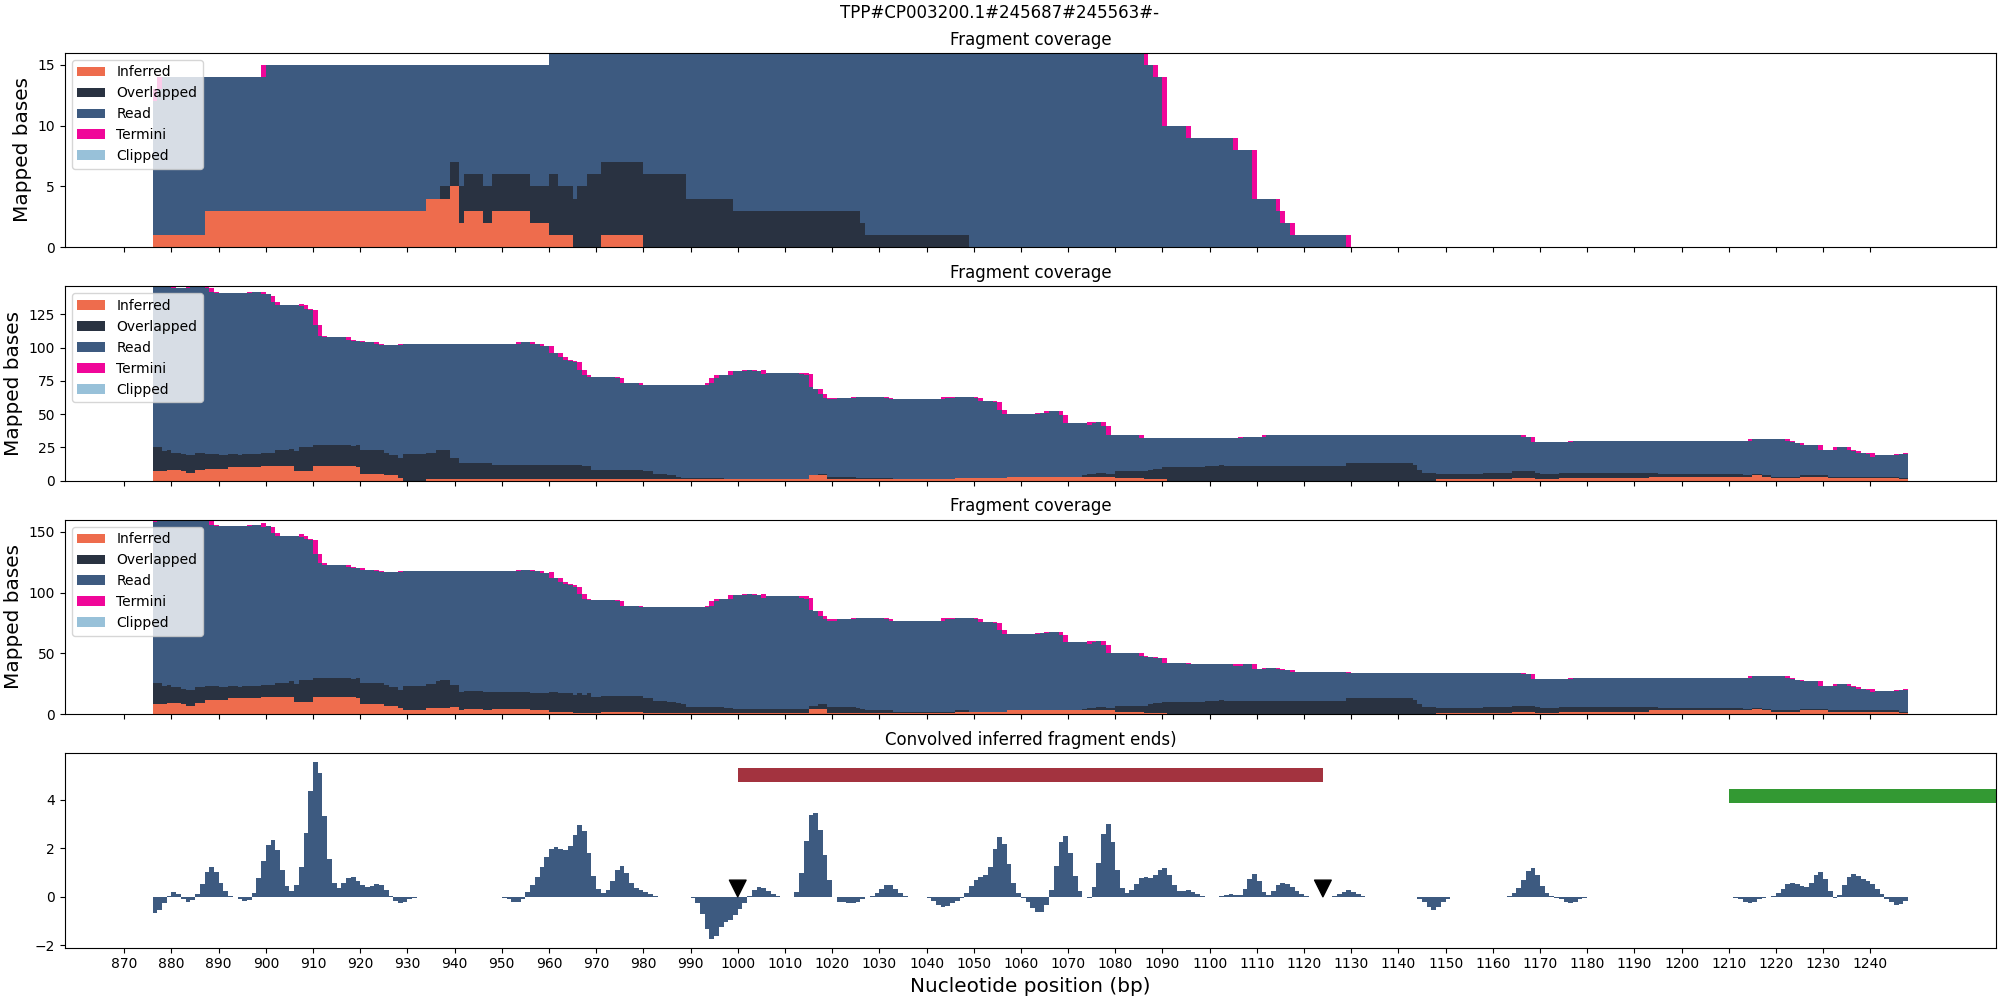 TPP#CP003200.1#245687#245563#-
Fragment coverage
Mapped bases
15
10
5
0
Inferred
Overlapped
Read
Termini
Clipped
Fragment coverage
Mapped bases
125
100
75
50
25
0
Inferred
Overlapped
Read
Termini
Clipped
Fragment coverage
Mapped bases
150
100
50
0
Inferred
Overlapped
Read
Termini
Clipped
Convolved inferred fragment ends)
4
2
0
−2
870 880 890 900 910 920 930 940 950 960 970 980 990 1000 1010 1020 1030 1040 1050 1060 1070 1080 1090 1100 1110 1120 1130 1140 1150 1160 1170 1180 1190 1200 1210 1220 1230 1240
Nucleotide position (bp)